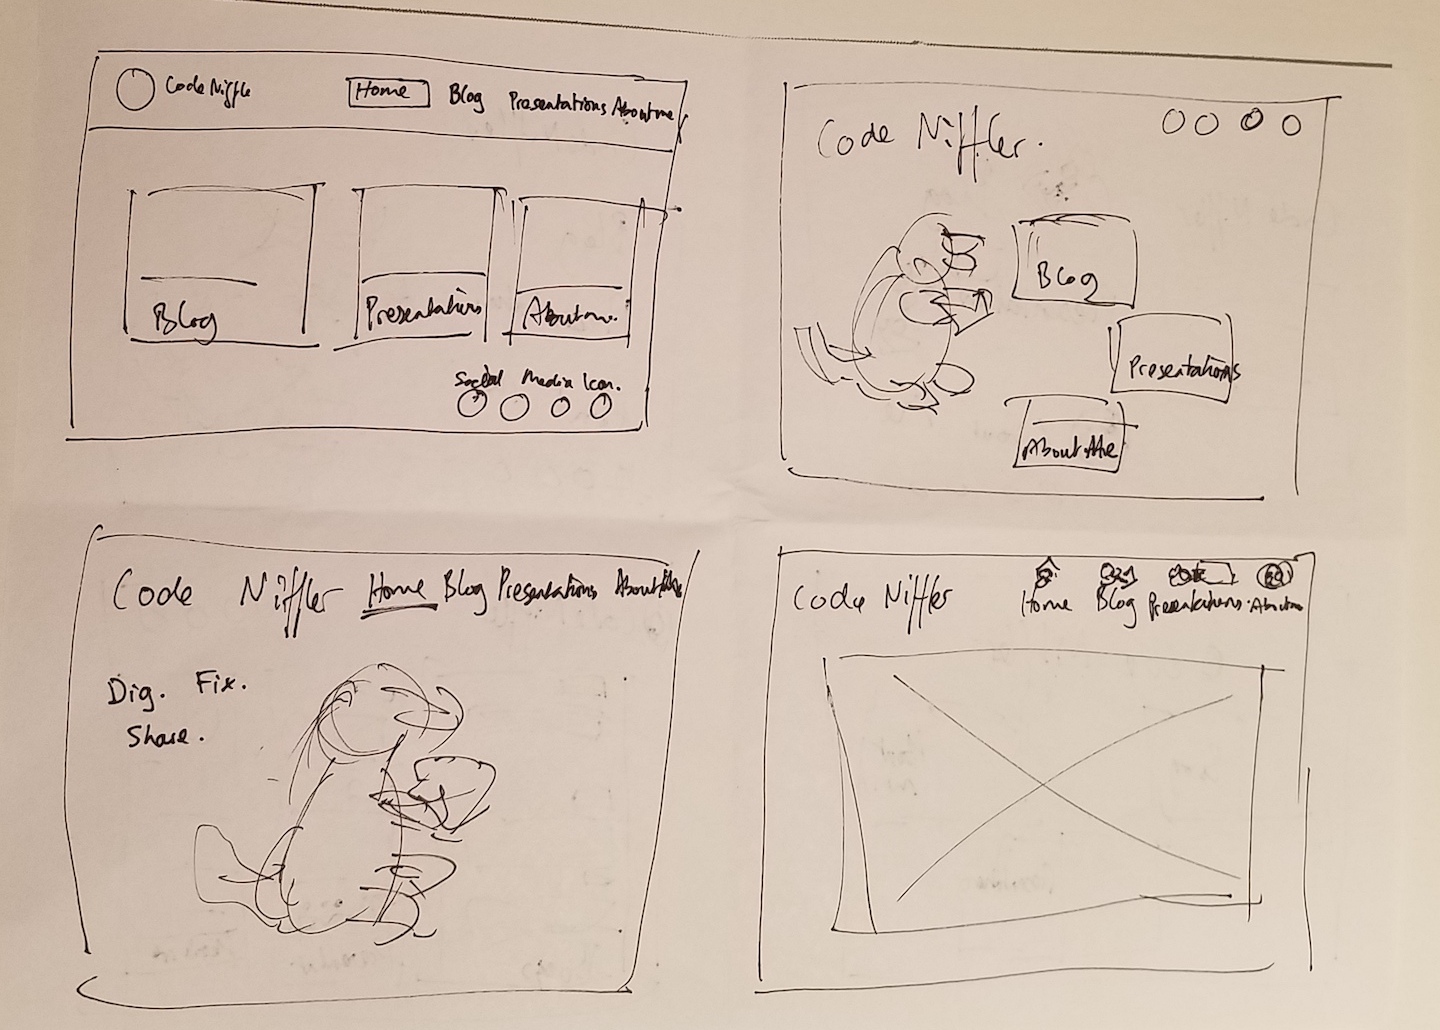 Code Niffle
Home Blog Presentations About me
Blog
Presentations
About me.
Social Media Icon.
Code Niffler.
Blog
Presentations
About Me
Code Niffler Home Blog Presentations About Me
Dig. Fix.
Share.
Code Niffler
Home Blog Presentations About me